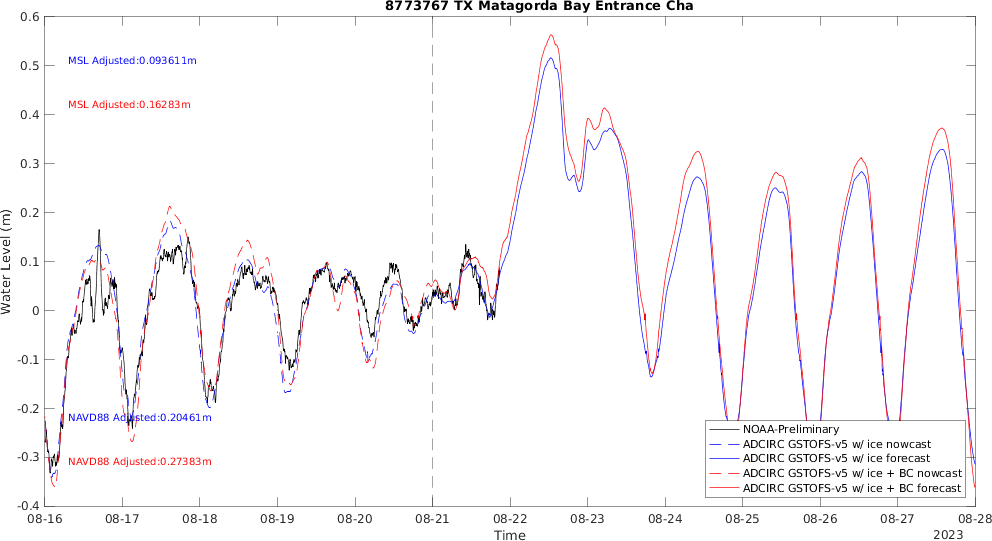 8773767 TX Matagorda Bay Entrance Cha
0.6
0.5
0.4
0.3
0.2
0.1
0
-0.1
-0.2
-0.3
-0.4
Water Level (m)
MSL Adjusted:0.093611m
MSL Adjusted:0.16283m
NAVD88 Adjusted:0.20461m
NAVD88 Adjusted:0.27383m
NOAA-Preliminary
ADCIRC GSTOFS-v5 w/ ice nowcast
ADCIRC GSTOFS-v5 w/ ice forecast
ADCIRC GSTOFS-v5 w/ ice + BC nowcast
ADCIRC GSTOFS-v5 w/ ice + BC forecast
08-16 08-17 08-18 08-19 08-20 08-21 08-22 08-23 08-24 08-25 08-26 08-27 08-28
Time
2023